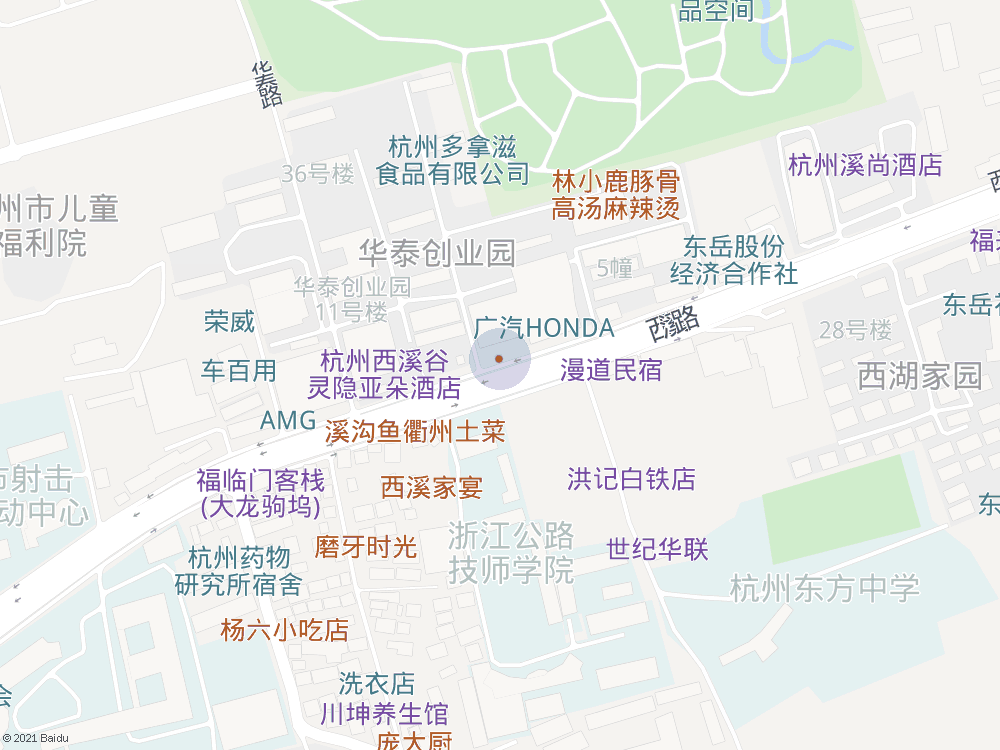 品空间
华泰路
杭州多拿滋
食品有限公司
36号楼
杭州溪尚酒店
林小鹿豚骨
高汤麻辣烫
州市儿童
福利院
华泰创业园
东岳股份
经济合作社
5幢
华泰创业园
11号楼
荣威
广汽HONDA
西溪路
28号楼
杭州西溪谷
灵隐亚朵酒店
车百用
漫道民宿
西湖家园
AMG
溪沟鱼衢州土菜
福临门客栈
(大龙驹坞)
西溪家宴
洪记白铁店
射击
动中心
浙江公路
技师学院
磨牙时光
世纪华联
杭州药物
研究所宿舍
杭州东方中学
杨六小吃店
洗衣店
川坤养生馆
庞大厨
© 2021 Baidu